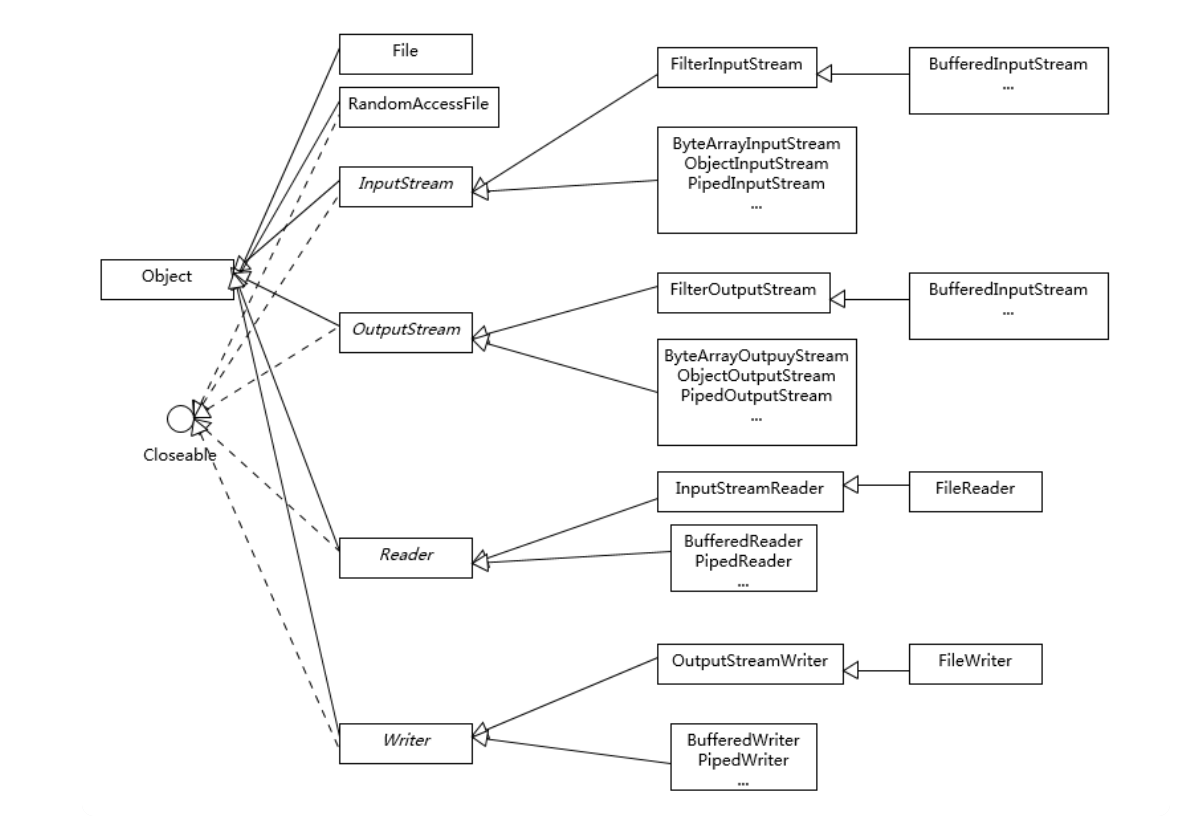 File
RandomAccessFile
InputStream
Object
OutputStream
Closeable
Reader
Writer
FilterInputStream
BufferedInputStream
...
ByteArrayInputStream
ObjectInputStream
PipedInputStream
...
FilterOutputStream
BufferedInputStream
...
ByteArrayOutpuyStream
ObjectOutputStream
PipedOutputStream
...
InputStreamReader
FileReader
BufferedReader
PipedReader
...
OutputStreamWriter
FileWriter
BufferedWriter
PipedWriter
...